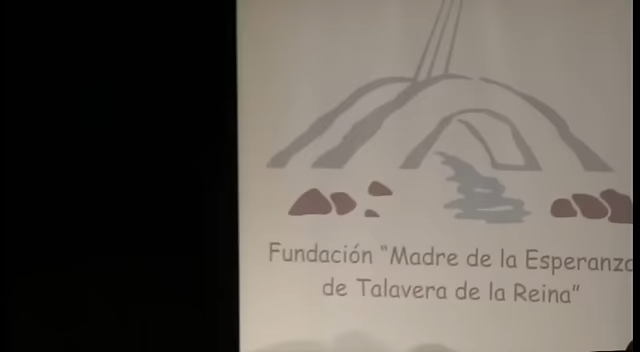 Fundación "Madre de la Esperanza
de Talavera de la Reina"